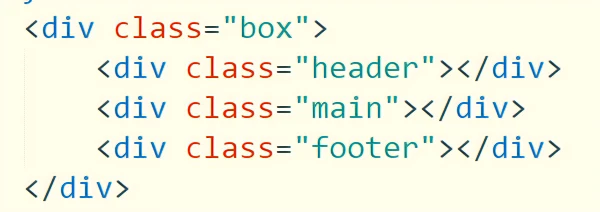 <div class="box">
    <div class="header"></div>
    <div class="main"></div>
    <div class="footer"></div>
</div>